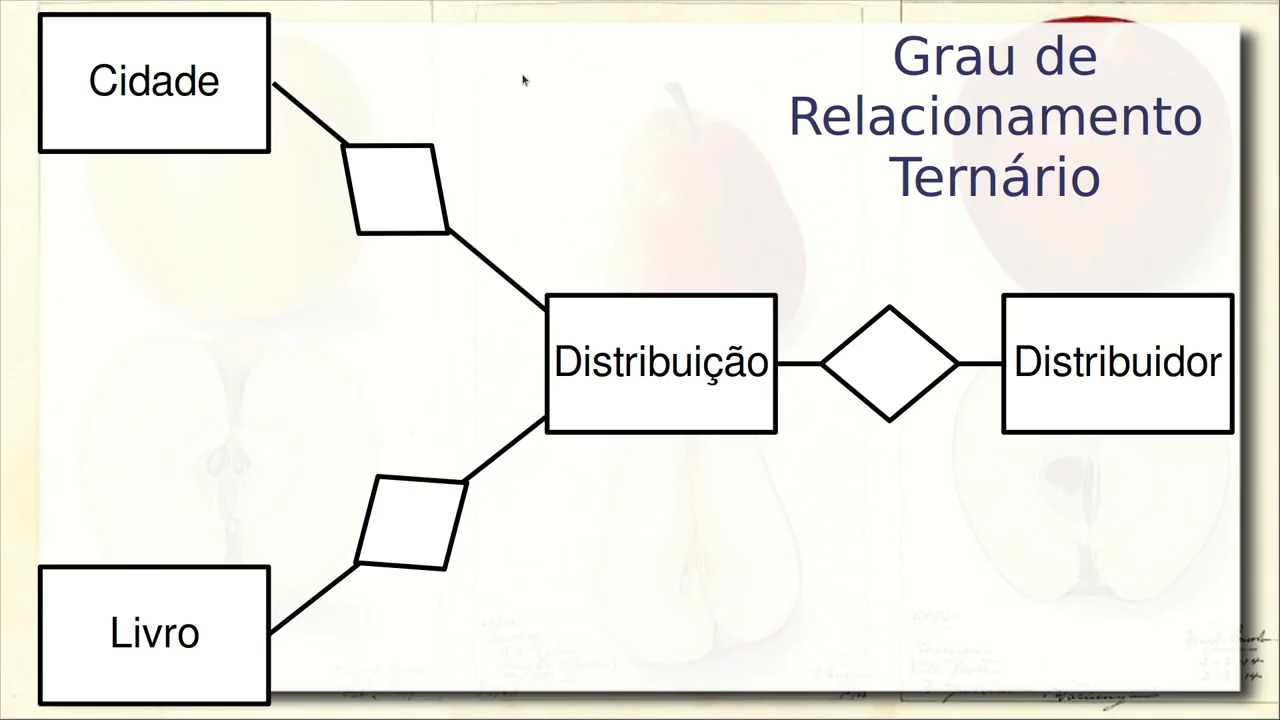 Cidade
Grau de
Relacionamento
Ternário
Distribuição
Distribuidor
Livro